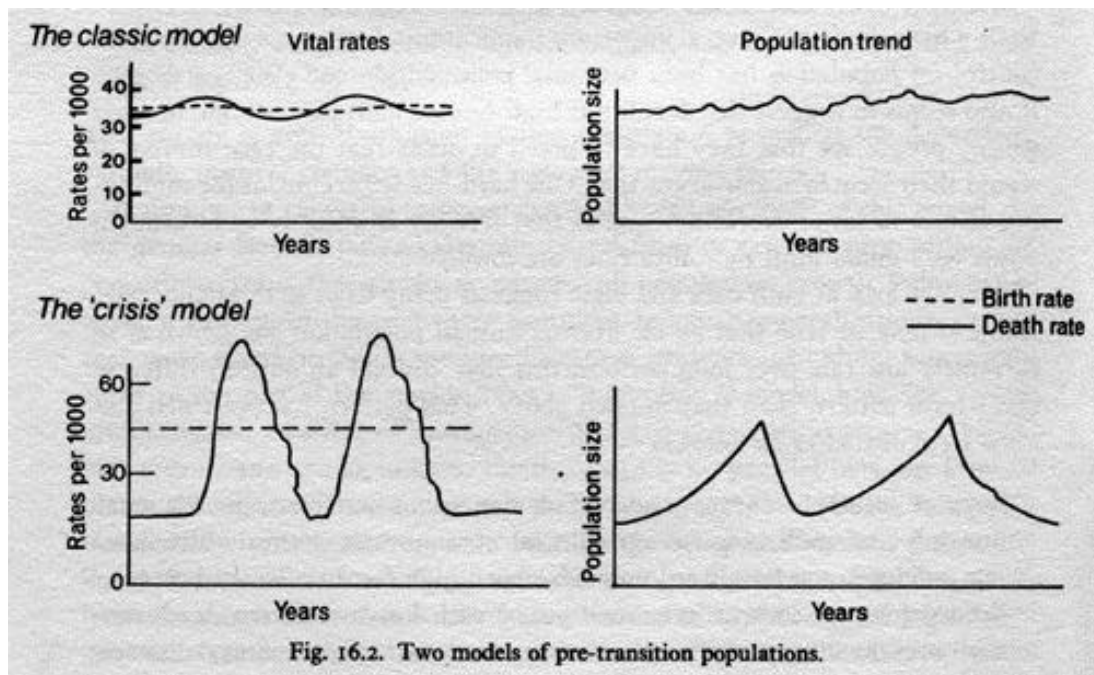 The classic model
Vital rates
Population trend
Rates per 1000
40
30
20
10
0
Years
Population size
Years
The 'crisis' model
Birth rate
Death rate
Rates per 1000
60
30
0
Years
Population size
Years
Fig. 16.2. Two models of pre-transition populations.